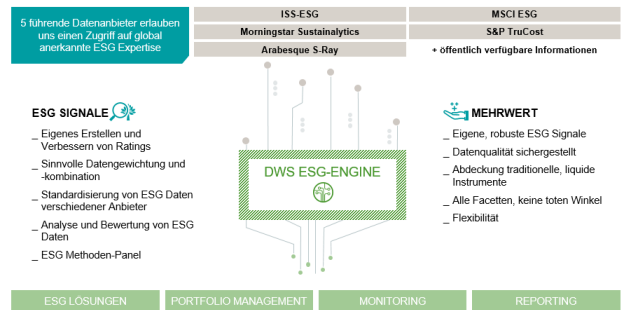 5 führende Datenanbieter erlauben
uns einen Zugriff auf global
anerkannte ESG Expertise
ISS-ESG
MSCI ESG
Morningstar Sustainalytics
S&P TruCost
Arabesque S-Ray
+ öffentlich verfügbare Informationen
ESG SIGNALE
_ Eigenes Erstellen und
Verbessern von Ratings
_ Sinnvolle Datengewichtung und
-kombination
_ Standardisierung von ESG Daten
verschiedener Anbieter
_ Analyse und Bewertung von ESG
Daten
_ ESG Methoden-Panel
DWS ESG-ENGINE
MEHRWERT
_ Eigene, robuste ESG Signale
_ Datenqualität sichergestellt
_ Abdeckung traditionelle, liquide
Instrumente
_ Alle Facetten, keine toten Winkel
_ Flexibilität
ESG LÖSUNGEN
PORTFOLIO MANAGEMENT
MONITORING
REPORTING